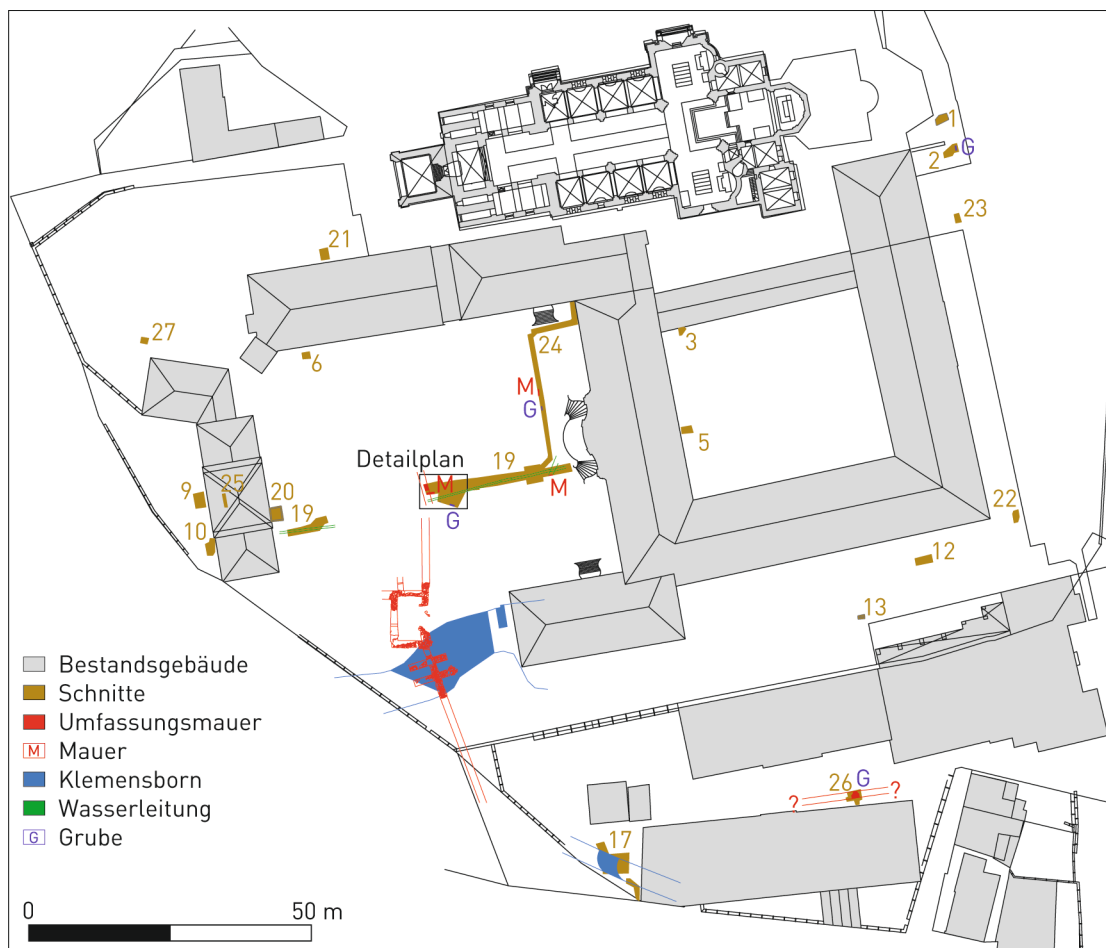 1
2 G
23
21
27
6
24
3
M
G
5
Detailplan
19
M
M
G
9
25
20
19
10
22
12
13
Bestandsgebäude
Schnitte
Umfassungsmauer
M Mauer
Klemensborn
Wasserleitung
G Grube
26 G
? ?
17
0 50 m